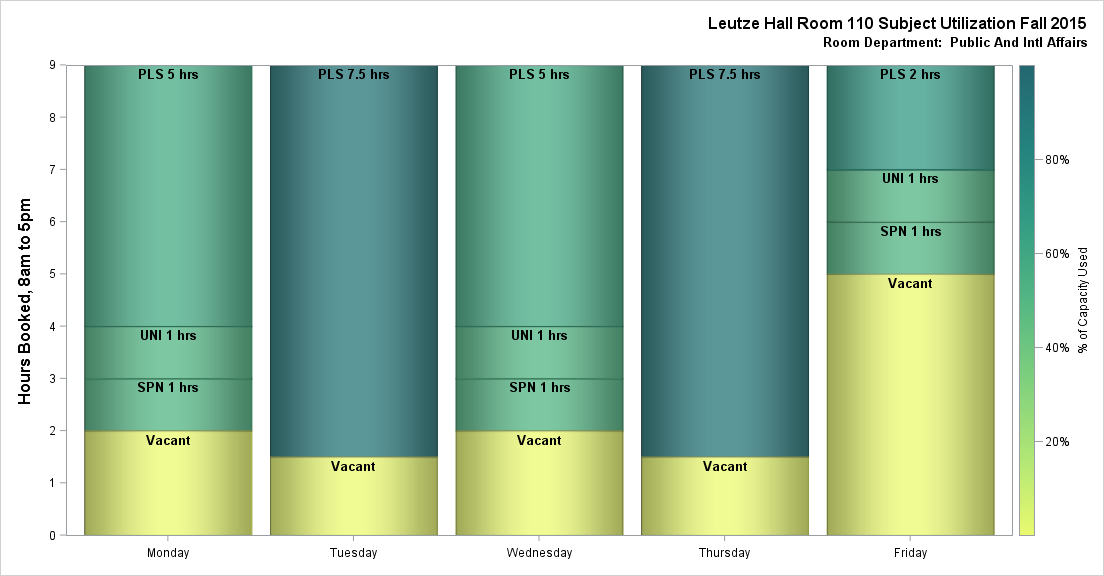 Leutze Hall Room 110 Subject Utilization Fall 2015
Room Department:  Public And Intl Affairs
Hours Booked, 8am to 5pm
9
8
7
6
5
4
3
2
1
0
PLS 5 hrs
UNI 1 hrs
SPN 1 hrs
Vacant
PLS 7.5 hrs
Vacant
PLS 5 hrs
UNI 1 hrs
SPN 1 hrs
Vacant
PLS 7.5 hrs
Vacant
PLS 2 hrs
UNI 1 hrs
SPN 1 hrs
Vacant
Monday
Tuesday
Wednesday
Thursday
Friday
80%
60%
40%
20%
% of Capacity Used